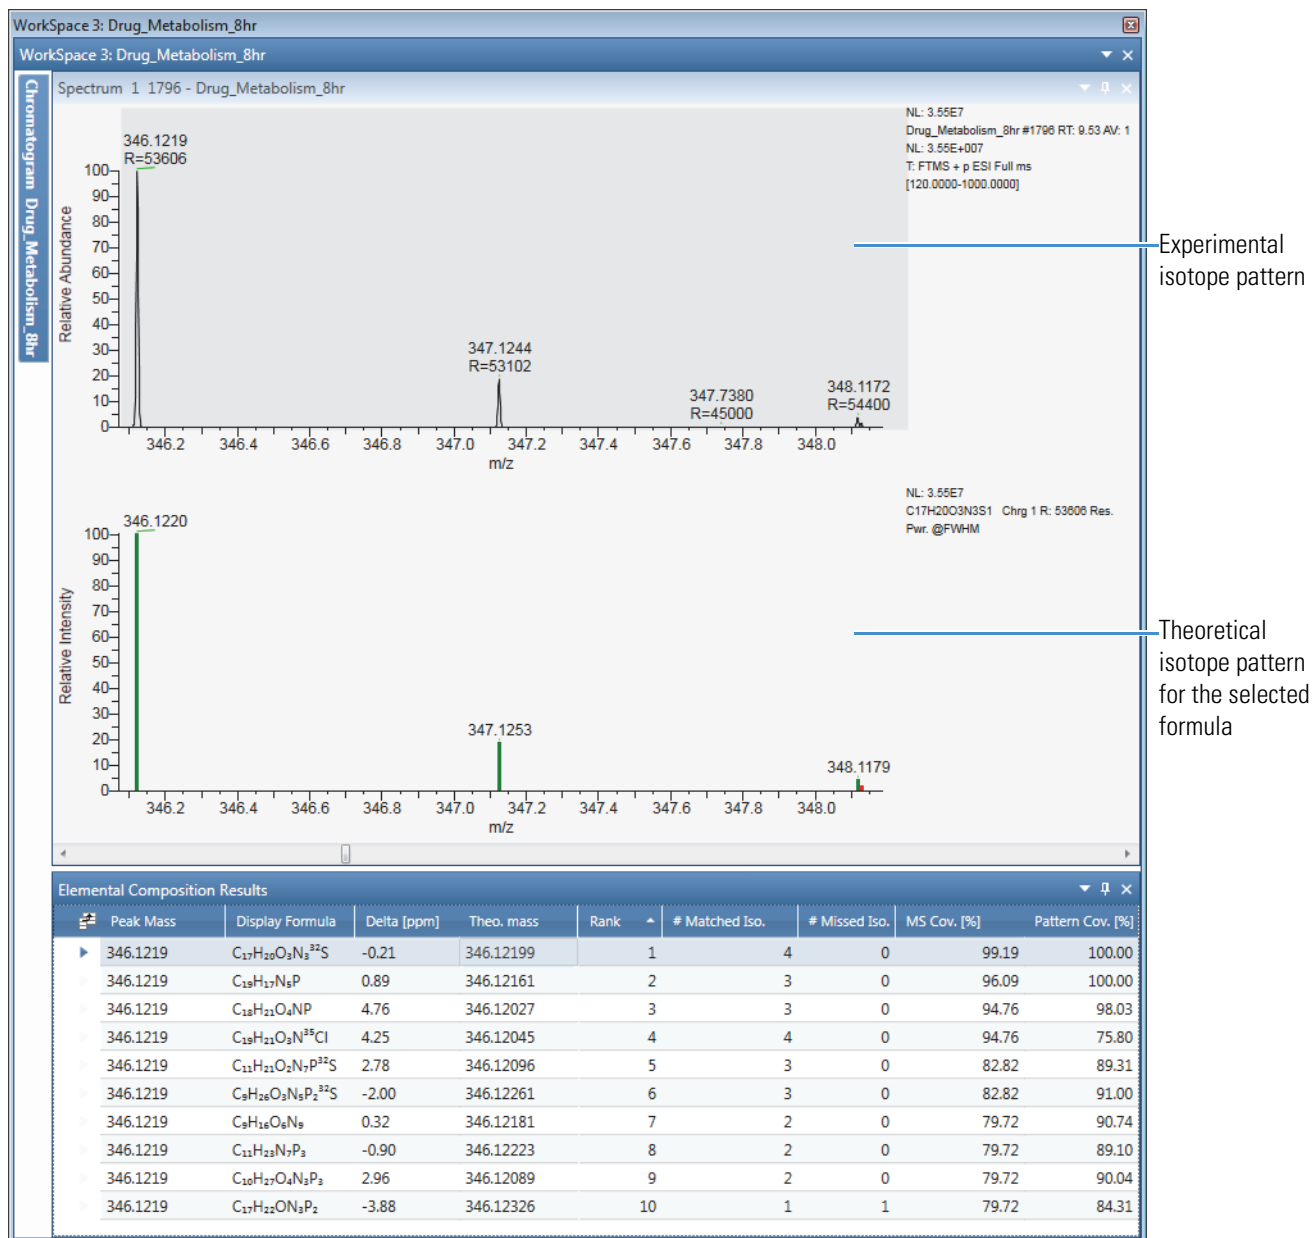 WorkSpace 3: Drug_Metabolism_8hr
WorkSpace 3: Drug_Metabolism_8hr
Chromatogram Drug_Metabolism_8hr
Spectrum 1 1796 - Drug_Metabolism_8hr
NL: 3.55E7
Drug_Metabolism_8hr #1796 RT: 9.53 AV: 1
NL: 3.55E+007
T: FTMS + p ESI Full ms
[120.0000-1000.0000]
346.1219
R=53606
100
90
80
70
60
50
40
30
20
10
0
Relative Abundance
347.1244
R=53102
347.7380
R=45000
348.1172
R=54400
346.2 346.4 346.6 346.8 347.0 347.2 347.4 347.6 347.8 348.0
m/z
Experimental
isotope pattern
NL: 3.55E7
C17H20O3N3S1 Chrg 1 R: 53606 Res.
Pwr. @FWHM
346.1220
100
90
80
70
60
50
40
30
20
10
0
Relative Intensity
347.1253
348.1179
346.2 346.4 346.6 346.8 347.0 347.2 347.4 347.6 347.8 348.0
m/z
Theoretical
isotope pattern
for the selected
formula
Elemental Composition Results
Peak Mass Display Formula Delta [ppm] Theo. mass Rank # Matched Iso. # Missed Iso. MS Cov. [%] Pattern Cov. [%]
346.1219 C₁₇H₂₀O₃N₃³²S -0.21 346.12199 1 4 0 99.19 100.00
346.1219 C₁₉H₁₇N₅P 0.89 346.12161 2 3 0 96.09 100.00
346.1219 C₁₈H₂₁O₄NP 4.76 346.12027 3 3 0 94.76 98.03
346.1219 C₁₉H₂₁O₃N³⁵Cl 4.25 346.12045 4 4 0 94.76 75.80
346.1219 C₁₁H₂₁O₂N₇P³²S 2.78 346.12096 5 3 0 82.82 89.31
346.1219 C₉H₂₆O₃N₅P₂³²S -2.00 346.12261 6 3 0 82.82 91.00
346.1219 C₉H₁₆O₆N₉ 0.32 346.12181 7 2 0 79.72 90.74
346.1219 C₁₁H₂₃N₇P₃ -0.90 346.12223 8 2 0 79.72 89.10
346.1219 C₁₀H₂₇O₄N₃P₃ 2.96 346.12089 9 2 0 79.72 90.04
346.1219 C₁₇H₂₂ON₃P₂ -3.88 346.12326 10 1 1 79.72 84.31